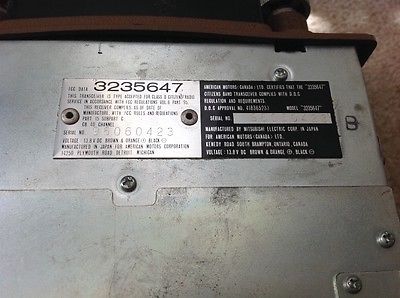 FCC DATA 3235647
THIS TRANSCEIVER IS TYPE ACCEPTED FOR CLASS D CITIZENS RADIO
SERVICE IN ACCORDANCE WITH FCC REGULATIONS VOL 6 PART 95.
THIS RECEIVER COMPLIES AS OF DATE OF
MANUFACTURE, WITH FCC RULES AND REGULATIONS
PART 15 SUBPART C
CB 40 CHANNEL
SERIAL NO. 060423
VOLTAGE : 13.8V DC BROWN & ORANGE ⊕ BLACK ⊖
MANUFACTURED IN JAPAN FOR AMERICAN MOTORS CORPORATION
14250 PLYMOUTH ROAD DETROIT, MICHIGAN
AMERICAN MOTORS (CANADA) LTD. CERTIFIED THAT THE "3235647"
CITIZENS BAND TRANSCEIVER COMPLIES WITH D.O.C
REGULATION AND REQUIREMENTS.
D.O.C APPROVAL NO. MODEL "3235647"
SERIAL NO.
MANUFACTURED BY MITSUBISHI ELECTRIC CORP. IN JAPAN
FOR AMERICAN MOTORS (CANADA) LTD.
KENEDY ROAD SOUTH BRAMPTON, ONTARIO, CANADA
VOLTAGE : 13.8V DC BROWN & ORANGE ⊕ BLACK ⊖
B